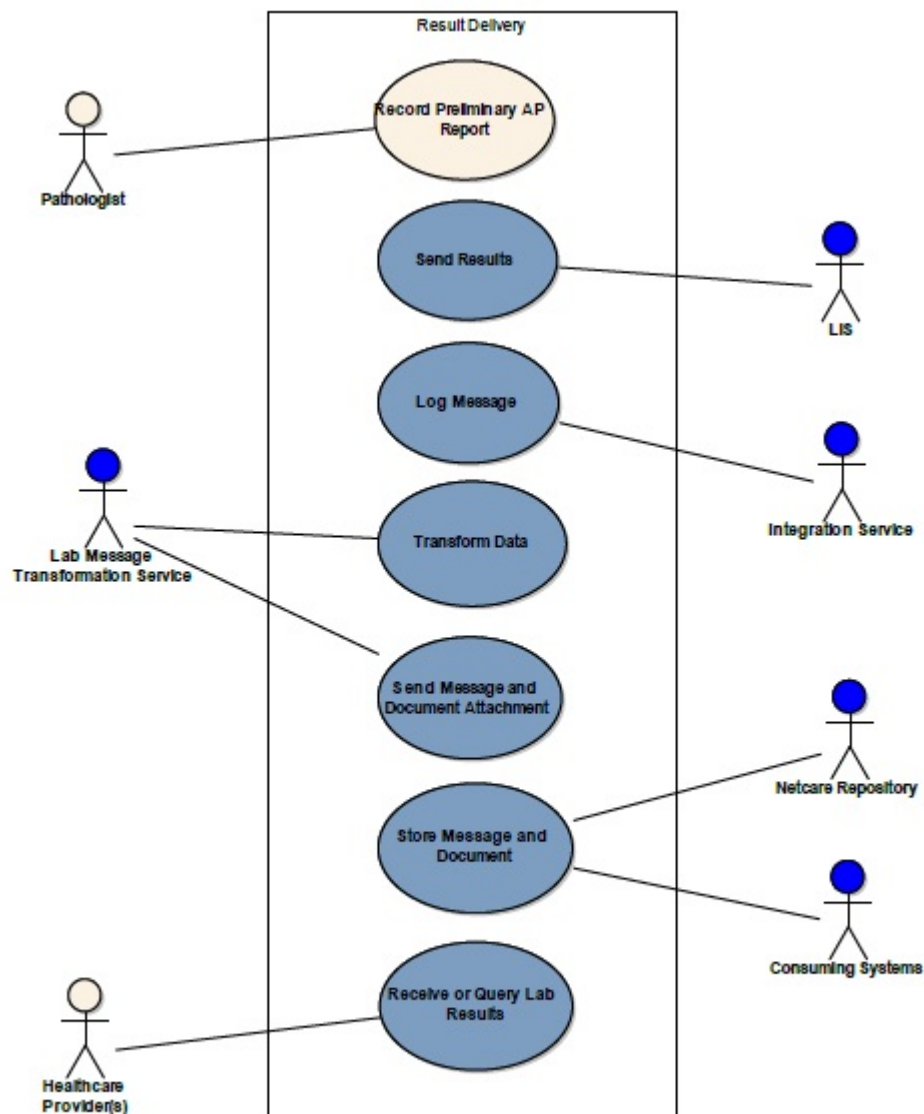 Result Delivery
Record Preliminary AP
Report
Pathologist
Send Results
LIS
Log Message
Integration Service
Transform Data
Lab Message
Transformation Service
Send Message and
Document Attachment
Netcare Repository
Store Message and
Document
Consuming Systems
Receive or Query Lab
Results
Healthcare
Provider(s)